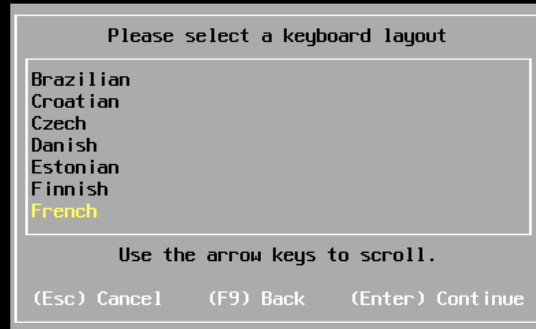 Please select a keyboard layout
Brazilian
Croatian
Czech
Danish
Estonian
Finnish
French
Use the arrow keys to scroll.
(Esc) Cancel (F9) Back (Enter) Continue